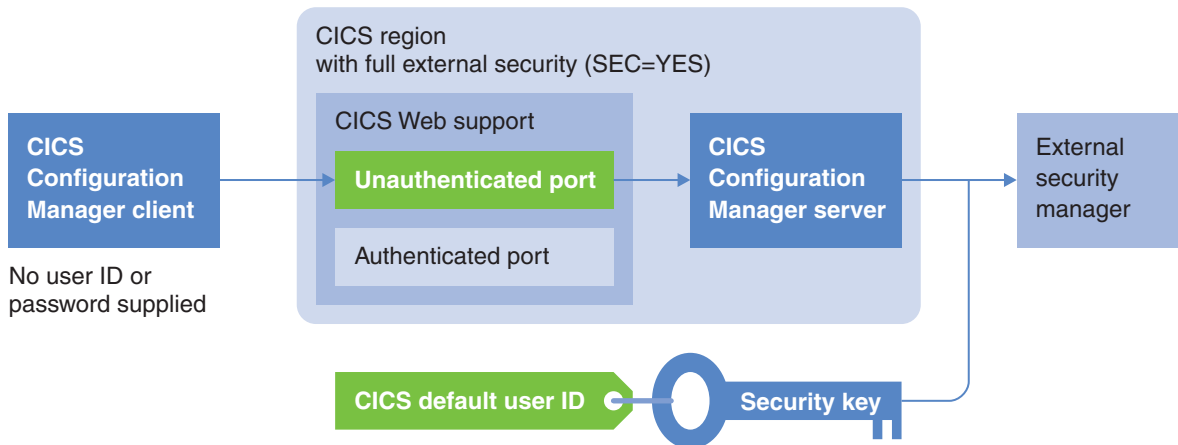 CICS region
with full external security (SEC=YES)
CICS Web support
CICS
Configuration
Manager client
Unauthenticated port
CICS
Configuration
Manager server
External
security
manager
Authenticated port
No user ID or
password supplied
CICS default user ID
Security key